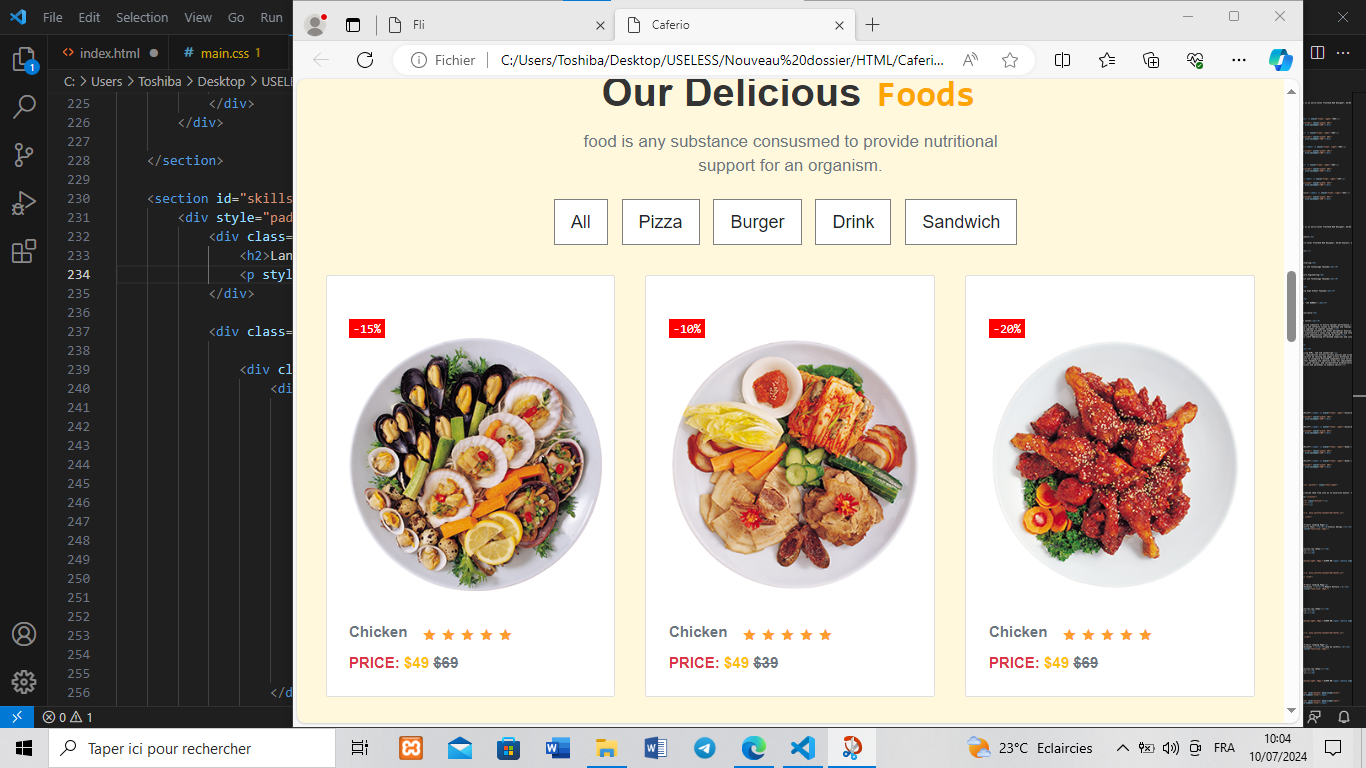 File Edit Selection View Go Run
Fli
Caferio
index.html
main.css 1
Fichier
C:/Users/Toshiba/Desktop/USELESS/Nouveau%20dossier/HTML/Caferi...
C: > Users > Toshiba > Desktop > USELE
Our Delicious Foods
food is any substance consusmed to provide nutritional
support for an organism.
All Pizza Burger Drink Sandwich
-15%
Chicken
PRICE: $49 $69
-10%
Chicken
PRICE: $49 $39
-20%
Chicken
PRICE: $49 $69
225 </div>
226 </div>
227
228 </section>
229
230 <section id="skills
231 <div style="pad
232 <div class=
233 <h2>Lan
234 <p styl
235 </div>
236
237 <div class=
238
239 <div cl
240 <di
241
242
243
244
245
246
247
248
249
250
251
252
253
254
255
256 </d
1
0 1
Taper ici pour rechercher
23°C Eclaircies
FRA
10:04
10/07/2024